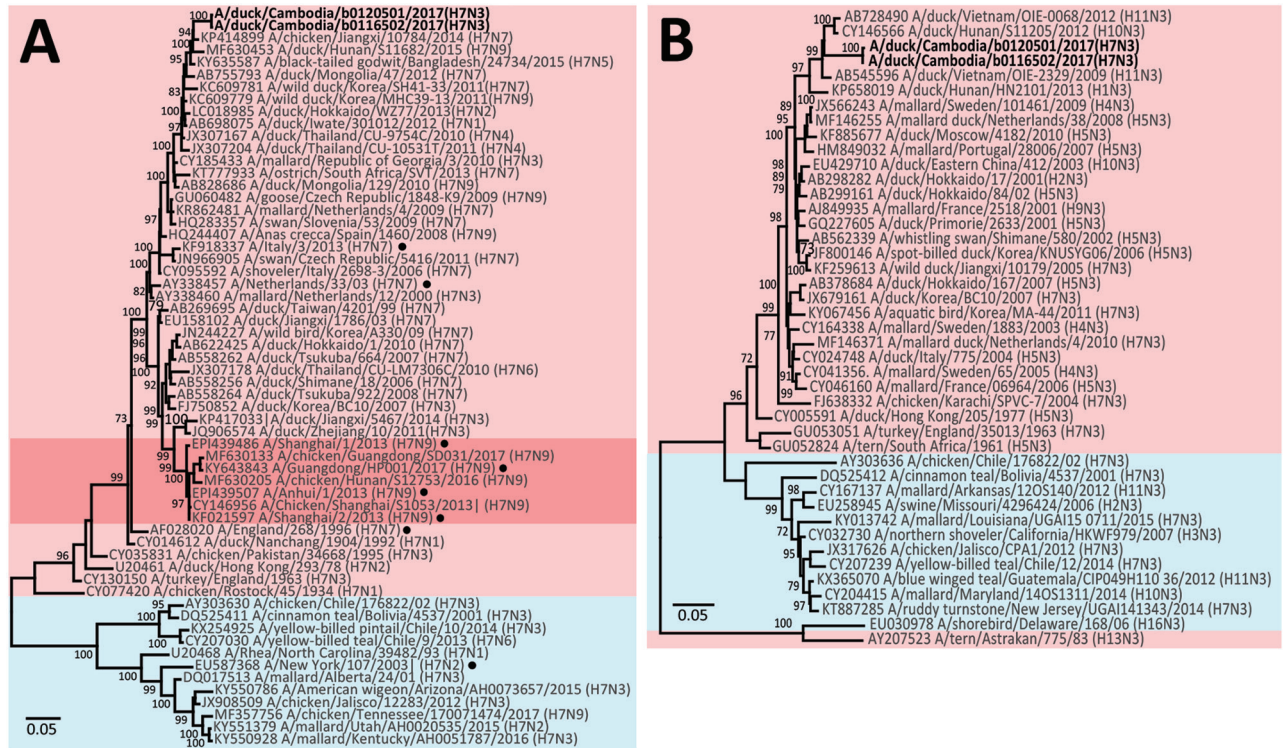 A
A/duck/Cambodia/b0120501/2017(H7N3)
A/duck/Cambodia/b0116502/2017(H7N3)
KP414899 A/chicken/Jiangxi/10784/2014 (H7N7)
MF630453 A/duck/Hunan/S11682/2015 (H7N9)
KY635587 A/black-tailed godwit/Bangladesh/24734/2015 (H7N5)
AB755793 A/duck/Mongolia/47/2012 (H7N7)
KC609781 A/wild duck/Korea/SH41-33/2011(H7N7)
KC609779 A/wild duck/Korea/MHC39-13/2011(H7N9)
LC018985 A/duck/Hokkaido/W277/2013(H7N2)
AB698075 A/duck/Iwate/301012/2012 (H7N1)
JX307167 A/duck/Thailand/CU-9754C/2010 (H7N4)
JX307204 A/duck/Thailand/CU-10531T/2011 (H7N4)
CY185433 A/mallard/Republic of Georgia/3/2010 (H7N3)
KT777933 A/ostrich/South Africa/SVT/2013 (H7N7)
AB828686 A/duck/Mongolia/129/2010 (H7N9)
GU060482 A/goose/Czech Republic/1848-K9/2009 (H7N9)
KR862481 A/mallard/Netherlands/4/2009 (H7N7)
HQ283357 A/swan/Slovenia/53/2009 (H7N7)
HQ244407 A/Anas crecca/Spain/1460/2008 (H7N9)
KF918337 A/Italy/3/2013 (H7N7) ●
JN966905 A/swan/Czech Republic/5416/2011 (H7N7)
CY095592 A/shoveler/Italy/2698-3/2006 (H7N7)
AY338457 A/Netherlands/33/03 (H7N7) ●
AY338460 A/mallard/Netherlands/12/2000 (H7N3)
AB269695 A/duck/Taiwan/4201/99 (H7N7)
EU158102 A/duck/Jiangxi/1786/03 (H7N7)
JN244227 A/wild bird/Korea/A330/09 (H7N7)
AB622425 A/duck/Hokkaido/1/2010 (H7N7)
AB558262 A/duck/Tsukuba/664/2007 (H7N7)
JX307178 A/duck/Thailand/CU-LM7306C/2010 (H7N6)
AB558256 A/duck/Shimane/18/2006 (H7N7)
AB558264 A/duck/Tsukuba/922/2008 (H7N7)
FJ750852 A/duck/Korea/BC10/2007 (H7N3)
KP417033| A/duck/Jiangxi/5467/2014 (H7N3)
JQ906574 A/duck/Zhejiang/10/2011(H7N3)
EPI439486 A/Shanghai/1/2013 (H7N9) ●
MF630133 A/chicken/Guangdong/SD031/2017 (H7N9)
KY643843 A/Guangdong/HP001/2017 (H7N9) ●
MF630205 A/chicken/Hunan/S12753/2016 (H7N9)
EPI439507 A/Anhui/1/2013 (H7N9) ●
CY146956 A/Chicken/Shanghai/S1053/2013| (H7N9)
KF021597 A/Shanghai/2/2013 (H7N9) ●
AF028020 A/England/268/1996 (H7N7) ●
CY014612 A/duck/Nanchang/1904/1992 (H7N1)
CY035831 A/chicken/Pakistan/34668/1995 (H7N3)
U20461 A/duck/Hong Kong/293/78 (H7N2)
CY130150 A/turkey/England/1963 (H7N3)
CY077420 A/chicken/Rostock/45/1934 (H7N1)
AY303630 A/chicken/Chile/176822/02 (H7N3)
DQ525411 A/cinnamon teal/Bolivia/4537/2001 (H7N3)
KX254925 A/yellow-billed pintail/Chile/10/2014 (H7N3)
CY207030 A/yellow-billed teal/Chile/9/2013 (H7N6)
U20468 A/Rhea/North Carolina/39482/93 (H7N1)
EU587368 A/New York/107/2003| (H7N2) ●
DQ017513 A/mallard/Alberta/24/01 (H7N3)
KY550786 A/American wigeon/Arizona/AH0073657/2015 (H7N3)
JX908509 A/chicken/Jalisco/12283/2012 (H7N3)
MF357756 A/chicken/Tennessee/170071474/2017 (H7N9)
KY551379 A/mallard/Utah/AH0020535/2015 (H7N2)
KY550928 A/mallard/Kentucky/AH0051787/2016 (H7N3)
100
94
100
95
83
100
97
100
100
97
100
100
82
79
100
99
96
96
100
92
99
100
99
99
100
97
73
99
96
95
100
100
100
100
99
100
99
100
100
0.05
B
AB728490 A/duck/Vietnam/OIE-0068/2012 (H11N3)
CY146566 A/duck/Hunan/S11205/2012 (H10N3)
A/duck/Cambodia/b0120501/2017(H7N3)
A/duck/Cambodia/b0116502/2017(H7N3)
AB545596 A/duck/Vietnam/OIE-2329/2009 (H11N3)
KP658019 A/duck/Hunan/HN2101/2013 (H1N3)
JX566243 A/mallard/Sweden/101461/2009 (H4N3)
MF146255 A/mallard duck/Netherlands/38/2008 (H5N3)
KF885677 A/duck/Moscow/4182/2010 (H5N3)
HM849032 A/mallard/Portugal/28006/2007 (H5N3)
EU429710 A/duck/Eastern China/412/2003 (H10N3)
AB298282 A/duck/Hokkaido/17/2001(H2N3)
AB299161 A/duck/Hokkaido/84/02 (H5N3)
AJ849935 A/mallard/France/2518/2001 (H9N3)
GQ227605 A/duck/Primorie/2633/2001 (H5N3)
AB562339 A/whistling swan/Shimane/580/2002 (H5N3)
JF800146 A/spot-billed duck/Korea/KNUSYG06/2006 (H5N3)
KF259613 A/wild duck/Jiangxi/10179/2005 (H7N3)
AB378684 A/duck/Hokkaido/167/2007 (H5N3)
JX679161 A/duck/Korea/BC10/2007 (H7N3)
KY067456 A/aquatic bird/Korea/MA-44/2011 (H7N3)
CY164338 A/mallard/Sweden/1883/2003 (H4N3)
MF146371 A/mallard duck/Netherlands/4/2010 (H7N3)
CY024748 A/duck/Italy/775/2004 (H5N3)
CY041356. A/mallard/Sweden/65/2005 (H4N3)
CY046160 A/mallard/France/06964/2006 (H5N3)
FJ638332 A/chicken/Karachi/SPVC-7/2004 (H7N3)
CY005591 A/duck/Hong Kong/205/1977 (H5N3)
GU053051 A/turkey/England/35013/1963 (H7N3)
GU052824 A/tern/South Africa/1961 (H5N3)
AY303636 A/chicken/Chile/176822/02 (H7N3)
DQ525412 A/cinnamon teal/Bolivia/4537/2001 (H7N3)
CY167137 A/mallard/Arkansas/12OS140/2012 (H11N3)
EU258945 A/swine/Missouri/4296424/2006 (H2N3)
KY013742 A/mallard/Louisiana/UGAI15 0711/2015 (H7N3)
CY032730 A/northern shoveler/California/HKWF979/2007 (H3N3)
JX317626 A/chicken/Jalisco/CPA1/2012 (H7N3)
CY207239 A/yellow-billed teal/Chile/12/2014 (H7N3)
KX365070 A/blue winged teal/Guatemala/CIP049H110 36/2012 (H11N3)
CY204415 A/mallard/Maryland/14OS1311/2014 (H10N3)
KT887285 A/ruddy turnstone/New Jersey/UGAI141343/2014 (H7N3)
EU030978 A/shorebird/Delaware/168/06 (H16N3)
AY207523 A/tern/Astrakan/775/83 (H13N3)
100
100
99
97
100
89
95
100
98
89
79
98
73
100
100
99
77
91
99
72
96
98
99
72
95
79
97
100
0.05